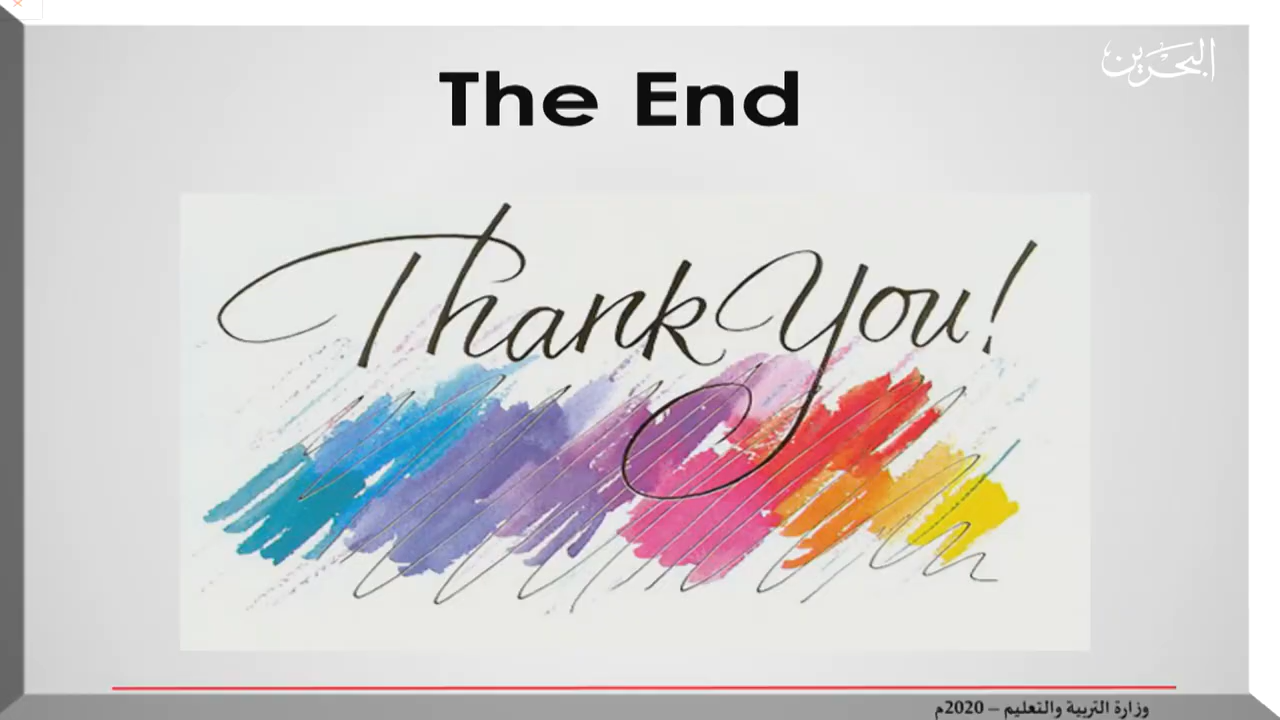 البحرين
The End
Thank You!
وزارة التربية والتعليم – 2020م